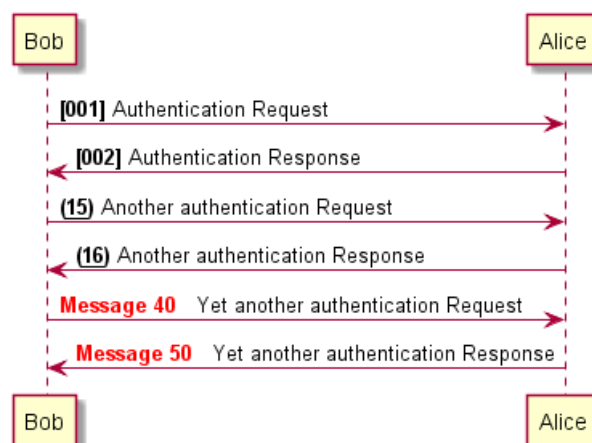 Bob Alice
[001] Authentication Request
[002] Authentication Response
(15) Another authentication Request
(16) Another authentication Response
Message 40 Yet another authentication Request
Message 50 Yet another authentication Response
Bob Alice